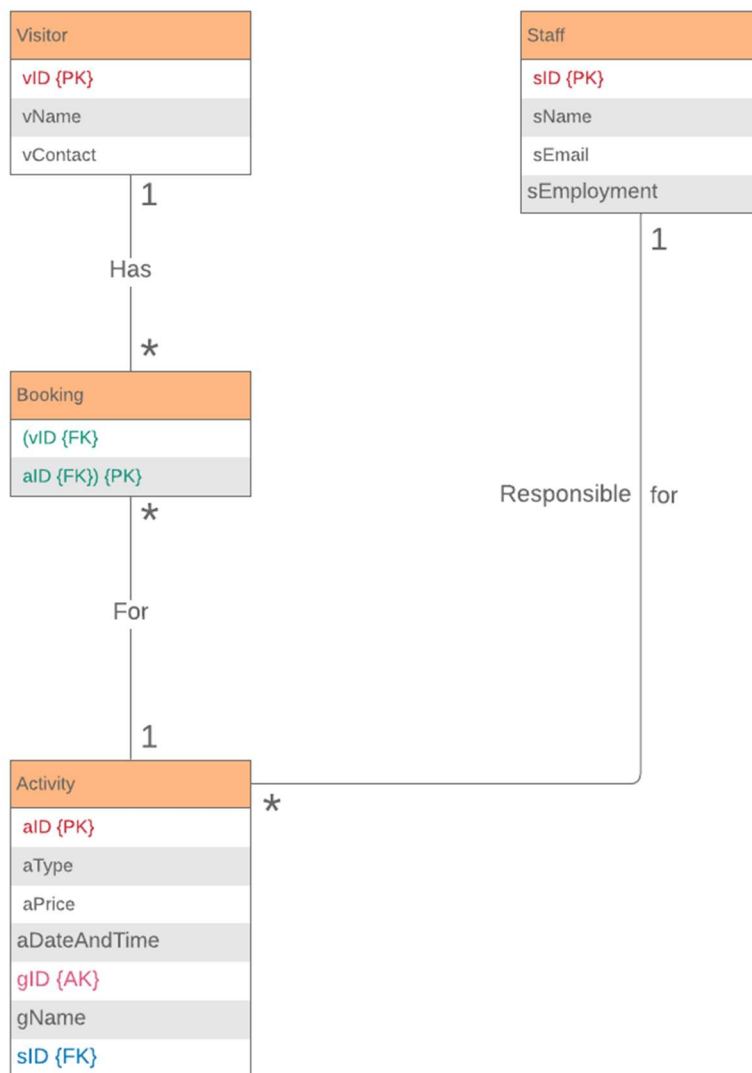 Visitor
vID {PK}
vName
vContact
Staff
sID {PK}
sName
sEmail
sEmployment
1
1
Has
*
Booking
(vID {FK}
aID {FK}) {PK}
*
Responsible for
For
1
Activity
*
aID {PK}
aType
aPrice
aDateAndTime
gID {AK}
gName
sID {FK}